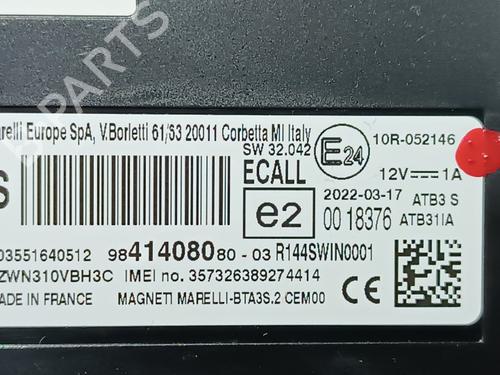 PARTS
arelli Europe SpA, V.Borletti 61/63 20011 Corbetta MI Italy
SW 32.042
E24
10R-052146
ECALL
12V 1A
S
e2
2022-03-17
ATB3 S
00 18376
ATB31IA
03551640512
9841408080-03
R144SWIN0001
ZWN310VBH3C
IMEI no. 357326389274414
MADE IN FRANCE
MAGNETI MARELLI-BTA3S.2 CEM00